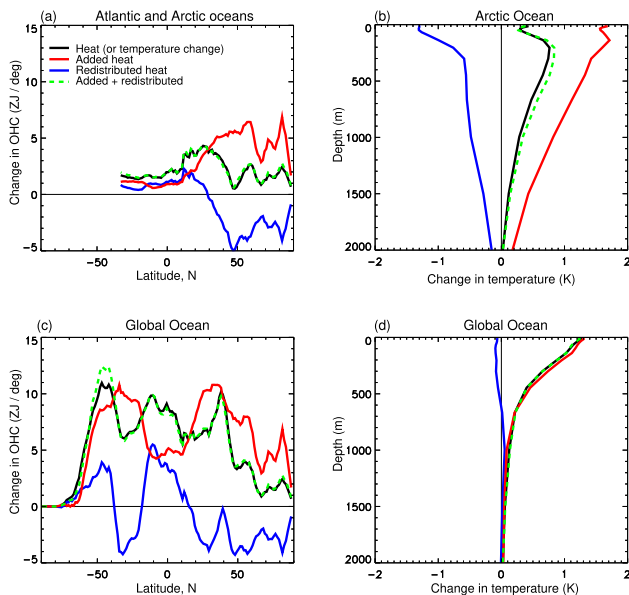 (a) Atlantic and Arctic oceans
15
10
5
0
−5
Change in OHC (ZJ / deg)
Heat (or temperature change)
Added heat
Redistributed heat
Added + redistributed
−50 0 50
Latitude, N
(b) Arctic Ocean
0
500
1000
1500
2000
Depth (m)
−2 −1 0 1 2
Change in temperature (K)
(c) Global Ocean
15
10
5
0
−5
Change in OHC (ZJ / deg)
−50 0 50
Latitude, N
(d) Global Ocean
0
500
1000
1500
2000
Depth (m)
−2 −1 0 1 2
Change in temperature (K)